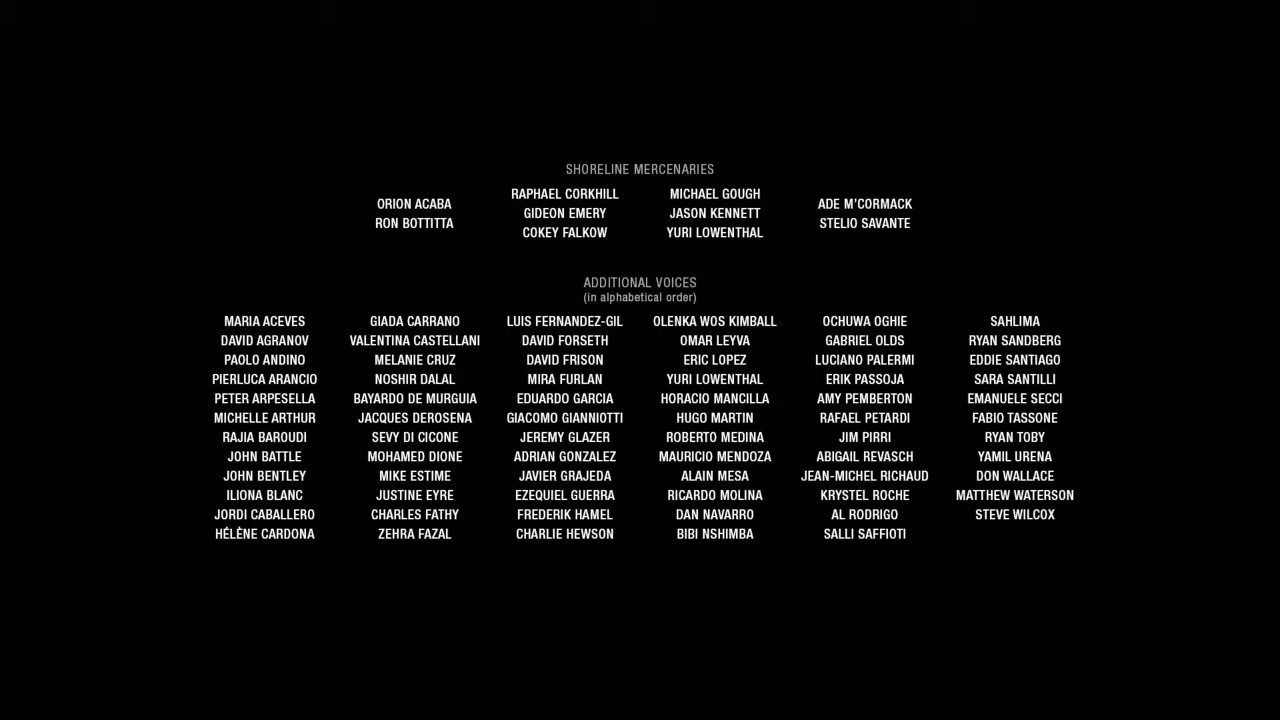 SHORELINE MERCENARIES
ORION ACABA
RON BOTTITTA
RAPHAEL CORKHILL
GIDEON EMERY
COKEY FALKOW
MICHAEL GOUGH
JASON KENNETT
YURI LOWENTHAL
ADE M'CORMACK
STELIO SAVANTE
ADDITIONAL VOICES
(in alphabetical order)
MARIA ACEVES
DAVID AGRANOV
PAOLO ANDINO
PIERLUCA ARANCIO
PETER ARPESELLA
MICHELLE ARTHUR
RAJIA BAROUDI
JOHN BATTLE
JOHN BENTLEY
ILIONA BLANC
JORDI CABALLERO
HÉLÈNE CARDONA
GIADA CARRANO
VALENTINA CASTELLANI
MELANIE CRUZ
NOSHIR DALAL
BAYARDO DE MURGUIA
JACQUES DEROSENA
SEVY DI CICONE
MOHAMED DIONE
MIKE ESTIME
JUSTINE EYRE
CHARLES FATHY
ZEHRA FAZAL
LUIS FERNANDEZ-GIL
DAVID FORSETH
DAVID FRISON
MIRA FURLAN
EDUARDO GARCIA
GIACOMO GIANNIOTTI
JEREMY GLAZER
ADRIAN GONZALEZ
JAVIER GRAJEDA
EZEQUIEL GUERRA
FREDERIK HAMEL
CHARLIE HEWSON
OLENKA WOS KIMBALL
OMAR LEYVA
ERIC LOPEZ
YURI LOWENTHAL
HORACIO MANCILLA
HUGO MARTIN
ROBERTO MEDINA
MAURICIO MENDOZA
ALAIN MESA
RICARDO MOLINA
DAN NAVARRO
BIBI NSHIMBA
OCHUWA OGHIE
GABRIEL OLDS
LUCIANO PALERMI
ERIK PASSOJA
AMY PEMBERTON
RAFAEL PETARDI
JIM PIRRI
ABIGAIL REVASCH
JEAN-MICHEL RICHAUD
KRYSTEL ROCHE
AL RODRIGO
SALLI SAFFIOTI
SAHLIMA
RYAN SANDBERG
EDDIE SANTIAGO
SARA SANTILLI
EMANUELE SECCI
FABIO TASSONE
RYAN TOBY
YAMIL URENA
DON WALLACE
MATTHEW WATERSON
STEVE WILCOX